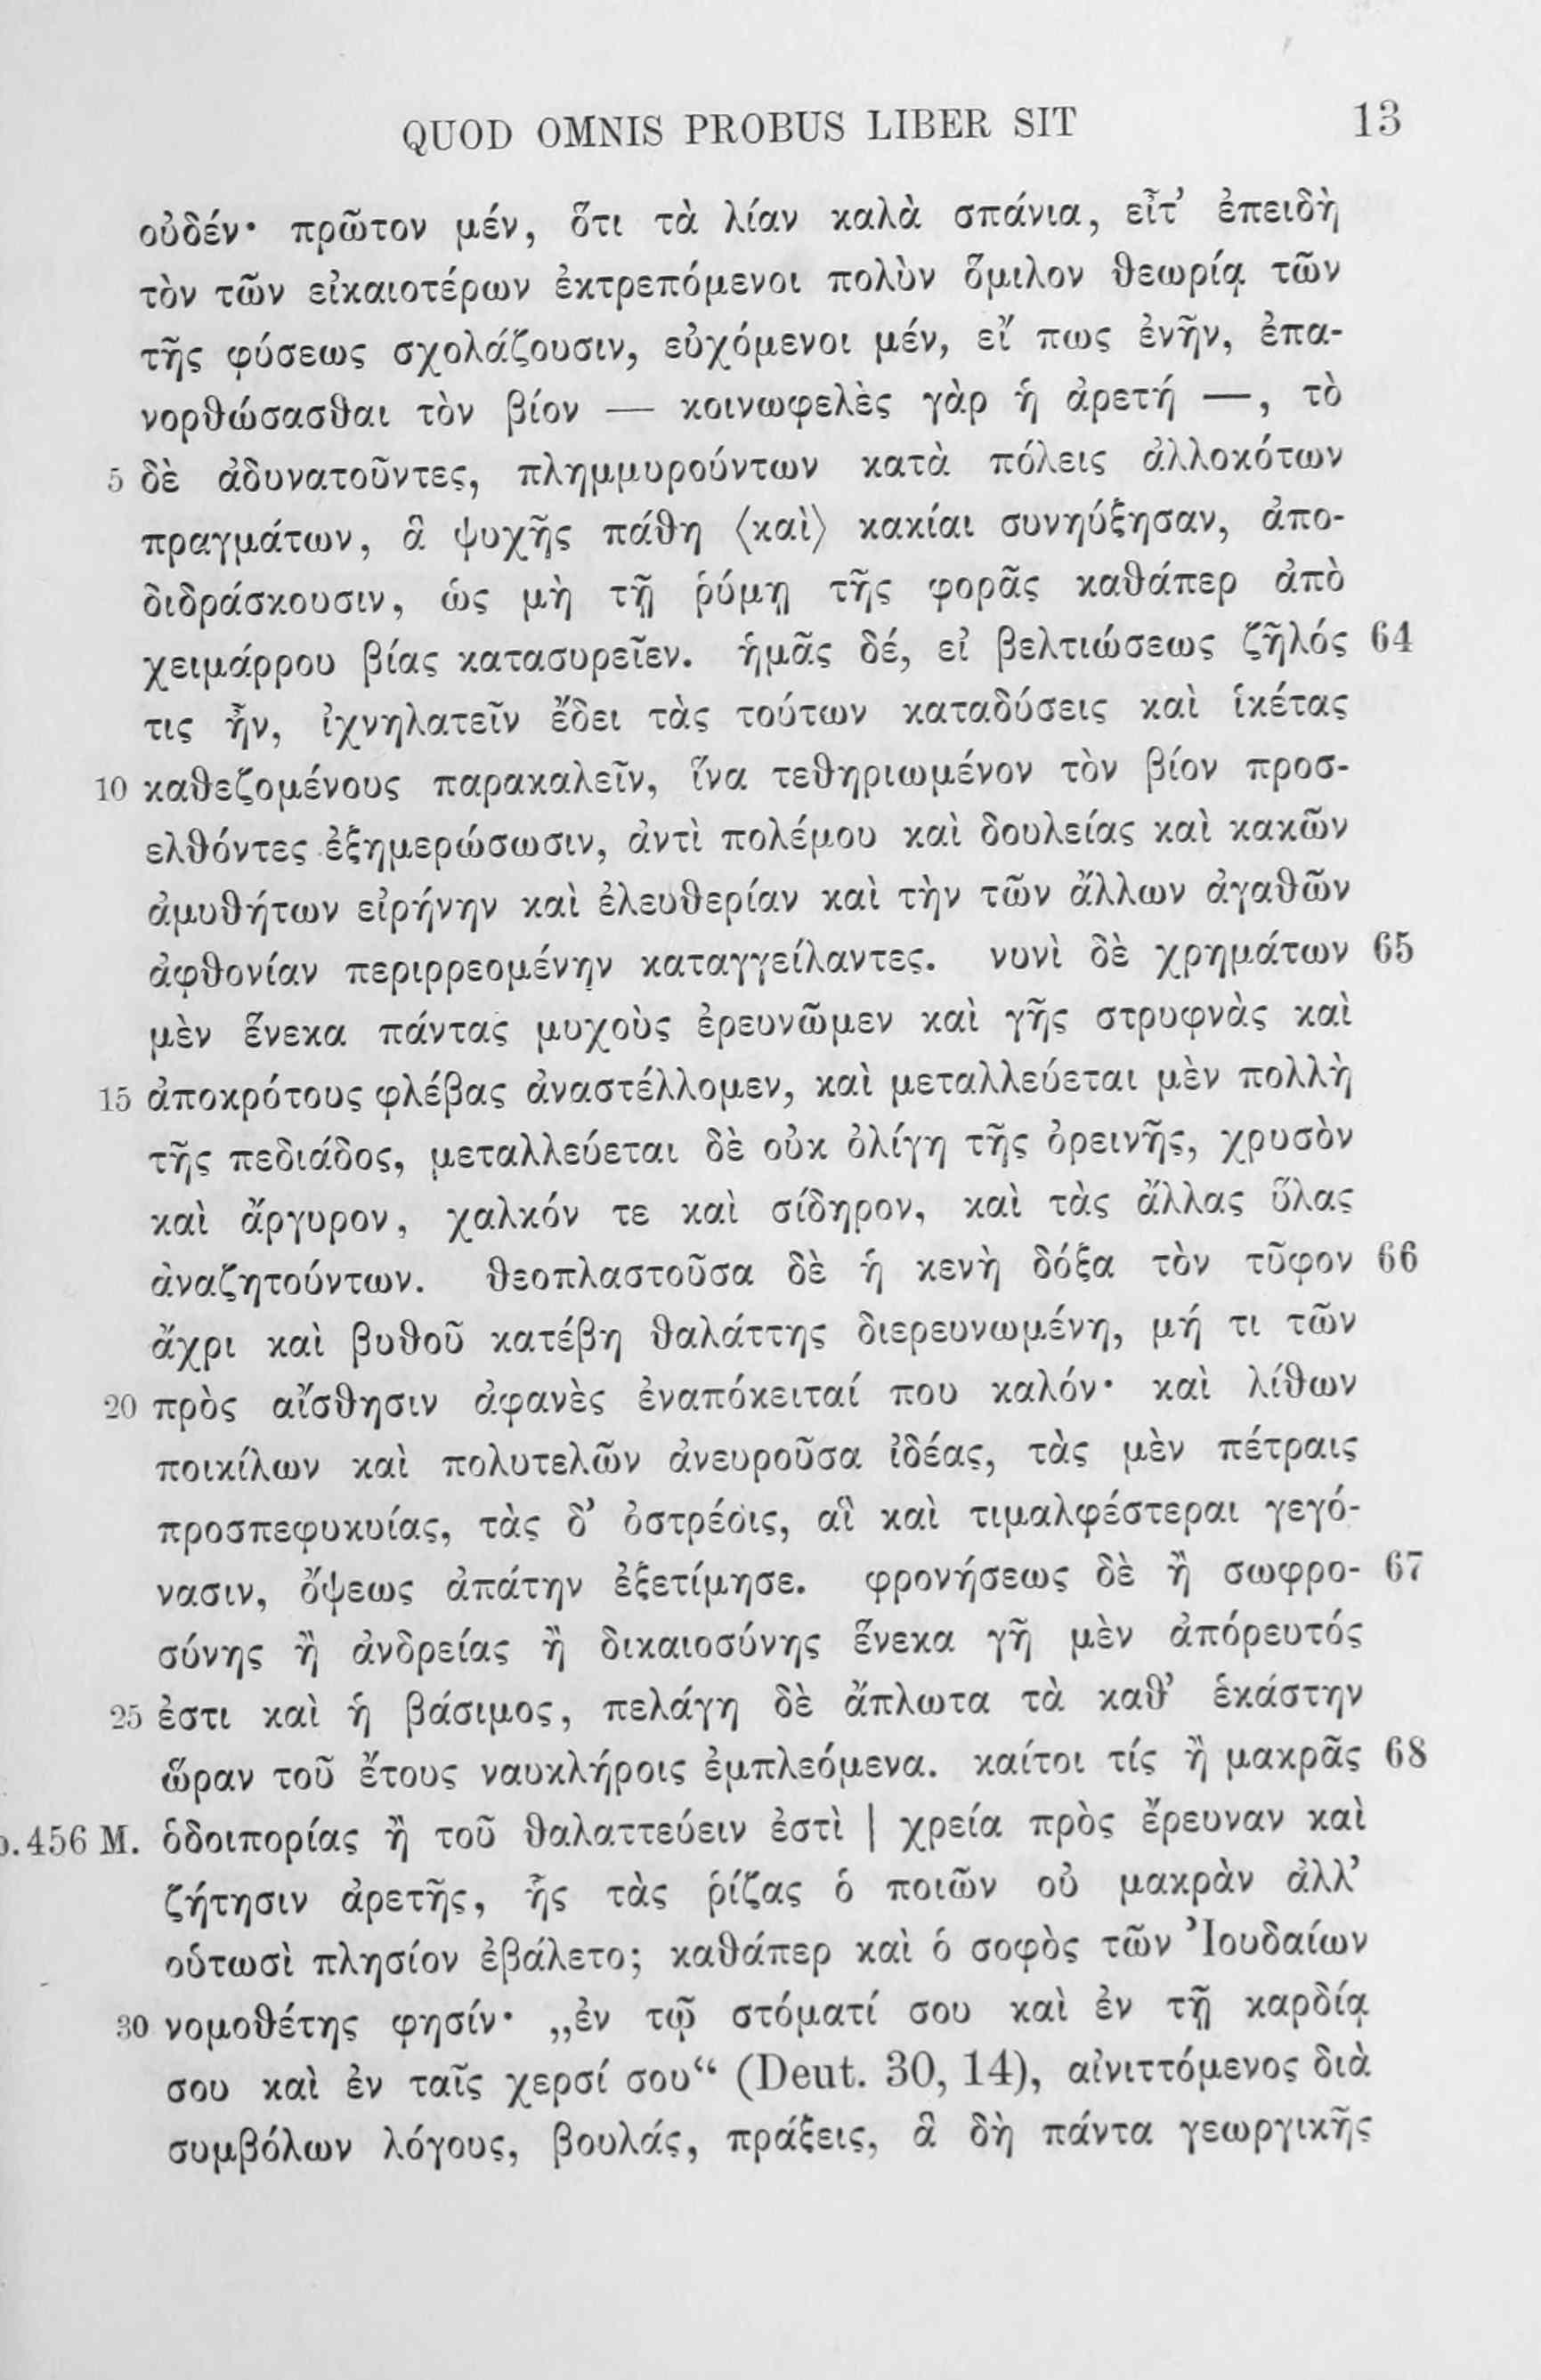 QUOD OMNIS PROBUS LIBER SIT 13
οὐδέν· πρῶτον μέν, ὅτι τὰ λίαν καλὰ σπάνια, εἶτ’ ἐπειδὴ
τὸν τῶν εἰκαιοτέρων ἐκτρεπόμενοι πολὺν ὅμιλον θεωρίᾳ τῶν
τῆς φύσεως σχολάζουσιν, εὐχόμενοι μέν, εἴ πως ἐνῆν, ἐπα-
νορθώσασθαι τὸν βίον — κοινωφελὲς γὰρ ἡ ἀρετή —, τὸ
5 δὲ ἀδυνατοῦντες, πλημμυρούντων κατὰ πόλεις ἀλλοκότων
πραγμάτων, ἃ ψυχῆς πάθη ⟨καὶ⟩ κακίαι συνηύξησαν, ἀπο-
διδράσκουσιν, ὡς μὴ τῇ ῥύμῃ τῆς φορᾶς καθάπερ ἀπὸ
χειμάρρου βίας κατασυρεῖεν. ἡμᾶς δέ, εἰ βελτιώσεως ζῆλός 64
τις ἦν, ἰχνηλατεῖν ἔδει τὰς τούτων καταδύσεις καὶ ἱκέτας
10 καθεζομένους παρακαλεῖν, ἵνα τεθηριωμένον τὸν βίον προσ-
ελθόντες ἐξημερώσωσιν, ἀντὶ πολέμου καὶ δουλείας καὶ κακῶν
ἀμυθήτων εἰρήνην καὶ ἐλευθερίαν καὶ τὴν τῶν ἄλλων ἀγαθῶν
ἀφθονίαν περιρρεομένην καταγγείλαντες. νυνὶ δὲ χρημάτων 65
μὲν ἕνεκα πάντας μυχοὺς ἐρευνῶμεν καὶ γῆς στρυφνὰς καὶ
15 ἀποκρότους φλέβας ἀναστέλλομεν, καὶ μεταλλεύεται μὲν πολλὴ
τῆς πεδιάδος, μεταλλεύεται δὲ οὐκ ὀλίγη τῆς ὀρεινῆς, χρυσὸν
καὶ ἄργυρον, χαλκόν τε καὶ σίδηρον, καὶ τὰς ἄλλας ὕλας
ἀναζητούντων. θεοπλαστοῦσα δὲ ἡ κενὴ δόξα τὸν τῦφον 66
ἄχρι καὶ βυθοῦ κατέβη θαλάττης διερευνωμένη, μή τι τῶν
20 πρὸς αἴσθησιν ἀφανὲς ἐναπόκειταί που καλόν· καὶ λίθων
ποικίλων καὶ πολυτελῶν ἀνευροῦσα ἰδέας, τὰς μὲν πέτραις
προσπεφυκυίας, τὰς δ’ ὀστρέοις, αἳ καὶ τιμαλφέστεραι γεγό-
νασιν, ὄψεως ἀπάτην ἐξετίμησε. φρονήσεως δὲ ἢ σωφρο- 67
σύνης ἢ ἀνδρείας ἢ δικαιοσύνης ἕνεκα γῆ μὲν ἀπόρευτός
25 ἐστι καὶ ἡ βάσιμος, πελάγη δὲ ἄπλωτα τὰ καθ’ ἑκάστην
ὥραν τοῦ ἔτους ναυκλήροις ἐμπλεόμενα. καίτοι τίς ἢ μακρᾶς 68
p.456 M. ὁδοιπορίας ἢ τοῦ θαλαττεύειν ἐστὶ | χρεία πρὸς ἔρευναν καὶ
ζήτησιν ἀρετῆς, ἧς τὰς ῥίζας ὁ ποιῶν οὐ μακρὰν ἀλλ’
οὑτωσὶ πλησίον ἐβάλετο; καθάπερ καὶ ὁ σοφὸς τῶν Ἰουδαίων
30 νομοθέτης φησίν· „ἐν τῷ στόματί σου καὶ ἐν τῇ καρδίᾳ
σου καὶ ἐν ταῖς χερσί σου“ (Deut. 30, 14), αἰνιττόμενος διὰ
συμβόλων λόγους, βουλάς, πράξεις, ἃ δὴ πάντα γεωργικῆς